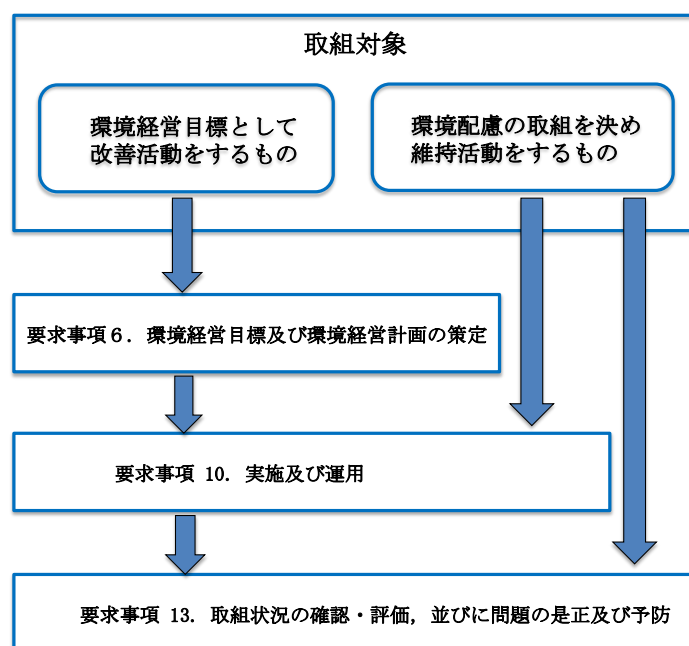 取組対象
環境経営目標として
改善活動をするもの
環境配慮の取組を決め
維持活動をするもの
要求事項６．環境経営目標及び環境経営計画の策定
要求事項 10．実施及び運用
要求事項 13．取組状況の確認・評価，並びに問題の是正及び予防